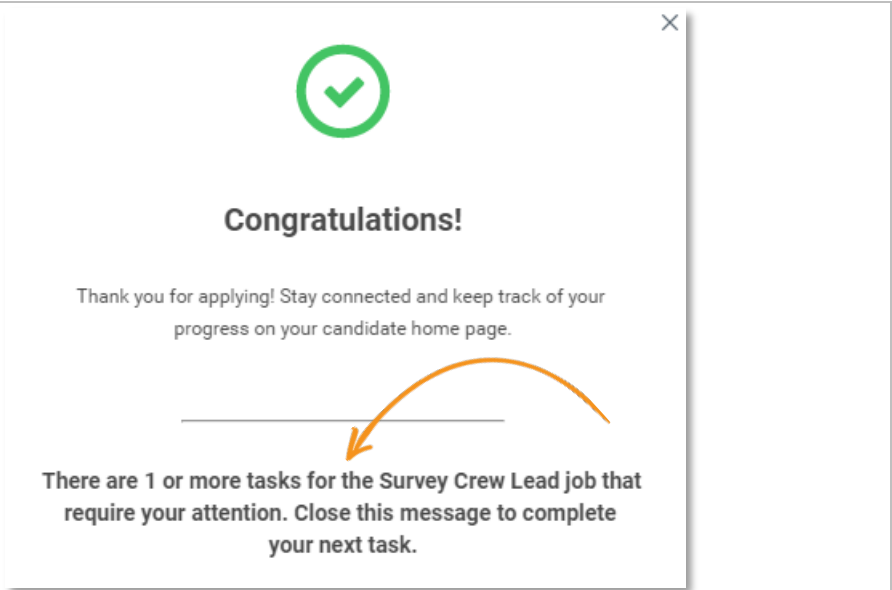 Congratulations!
Thank you for applying! Stay connected and keep track of your
progress on your candidate home page.
There are 1 or more tasks for the Survey Crew Lead job that
require your attention. Close this message to complete
your next task.